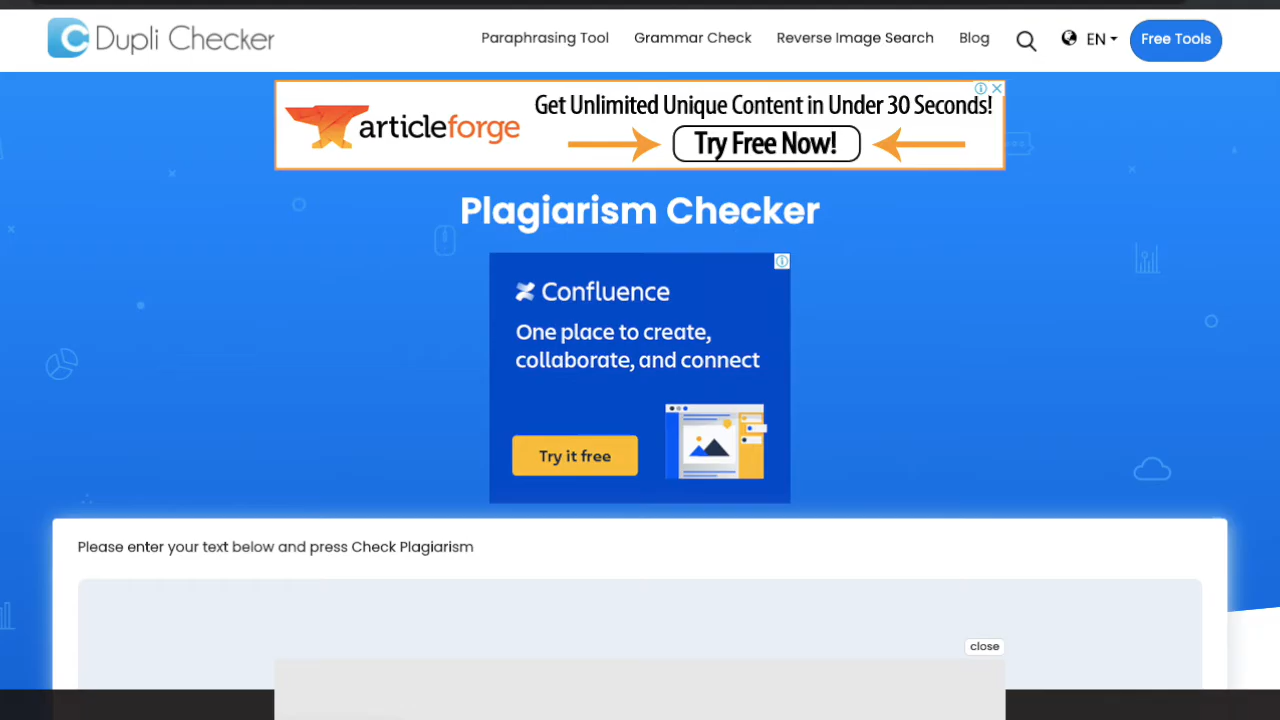 Dupli Checker
Paraphrasing Tool Grammar Check Reverse Image Search Blog EN Free Tools
articleforge Get Unlimited Unique Content in Under 30 Seconds!
Try Free Now!
Plagiarism Checker
Confluence
One place to create,
collaborate, and connect
Try it free
Please enter your text below and press Check Plagiarism
close